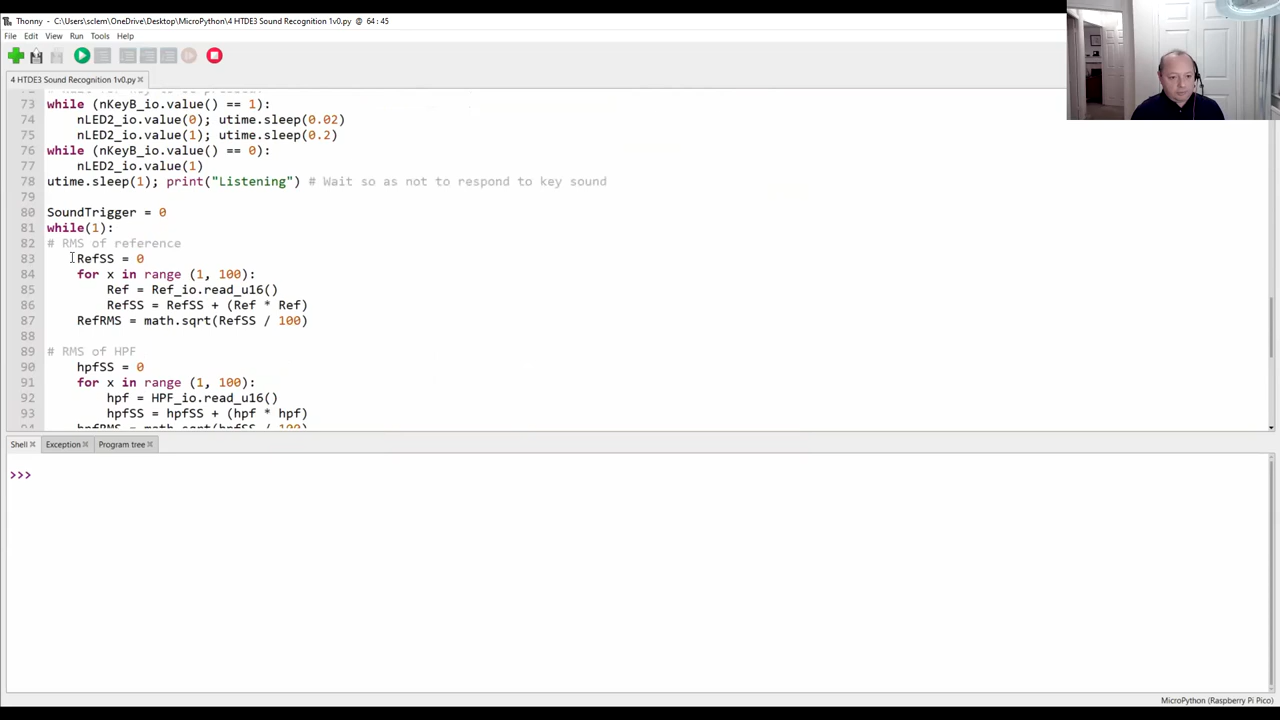 Thonny - C:\Users\sclem\OneDrive\Desktop\MicroPython\4 HTDE3 Sound Recognition 1v0.py @ 64:45
File Edit View Run Tools Help
4 HTDE3 Sound Recognition 1v0.py
73 while (nKeyB_io.value() == 1):
74 nLED2_io.value(0); utime.sleep(0.02)
75 nLED2_io.value(1); utime.sleep(0.2)
76 while (nKeyB_io.value() == 0):
77 nLED2_io.value(1)
78 utime.sleep(1); print("Listening") # Wait so as not to respond to key sound
79
80 SoundTrigger = 0
81 while(1):
82 # RMS of reference
83 RefSS = 0
84 for x in range (1, 100):
85 Ref = Ref_io.read_u16()
86 RefSS = RefSS + (Ref * Ref)
87 RefRMS = math.sqrt(RefSS / 100)
88
89 # RMS of HPF
90 hpfSS = 0
91 for x in range (1, 100):
92 hpf = HPF_io.read_u16()
93 hpfSS = hpfSS + (hpf * hpf)
94 hpfRMS = math.sqrt(hpfSS / 100)
Shell Exception Program tree
>>>
MicroPython (Raspberry Pi Pico)